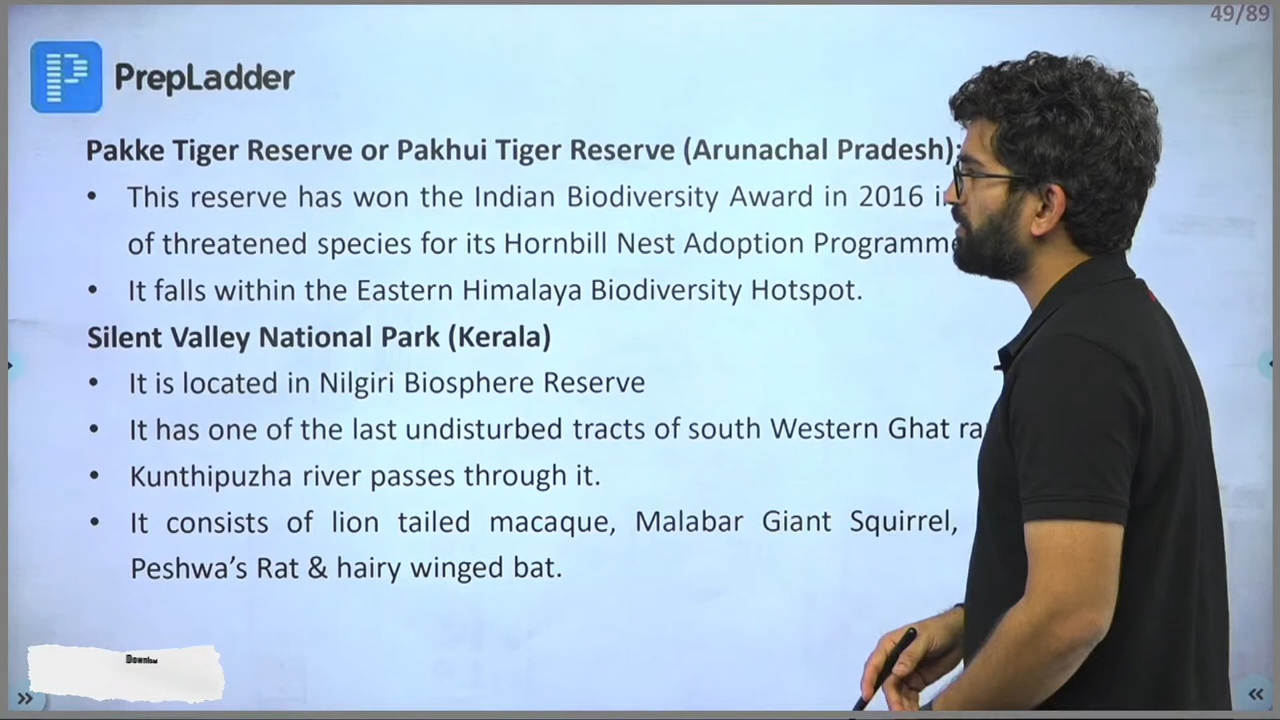 49/89
PrepLadder
Pakke Tiger Reserve or Pakhui Tiger Reserve (Arunachal Pradesh):
• This reserve has won the Indian Biodiversity Award in 2016
of threatened species for its Hornbill Nest Adoption Programme
• It falls within the Eastern Himalaya Biodiversity Hotspot.
Silent Valley National Park (Kerala)
• It is located in Nilgiri Biosphere Reserve
• It has one of the last undisturbed tracts of south Western Ghat
• Kunthipuzha river passes through it.
• It consists of lion tailed macaque, Malabar Giant Squirrel,
Peshwa’s Rat & hairy winged bat.